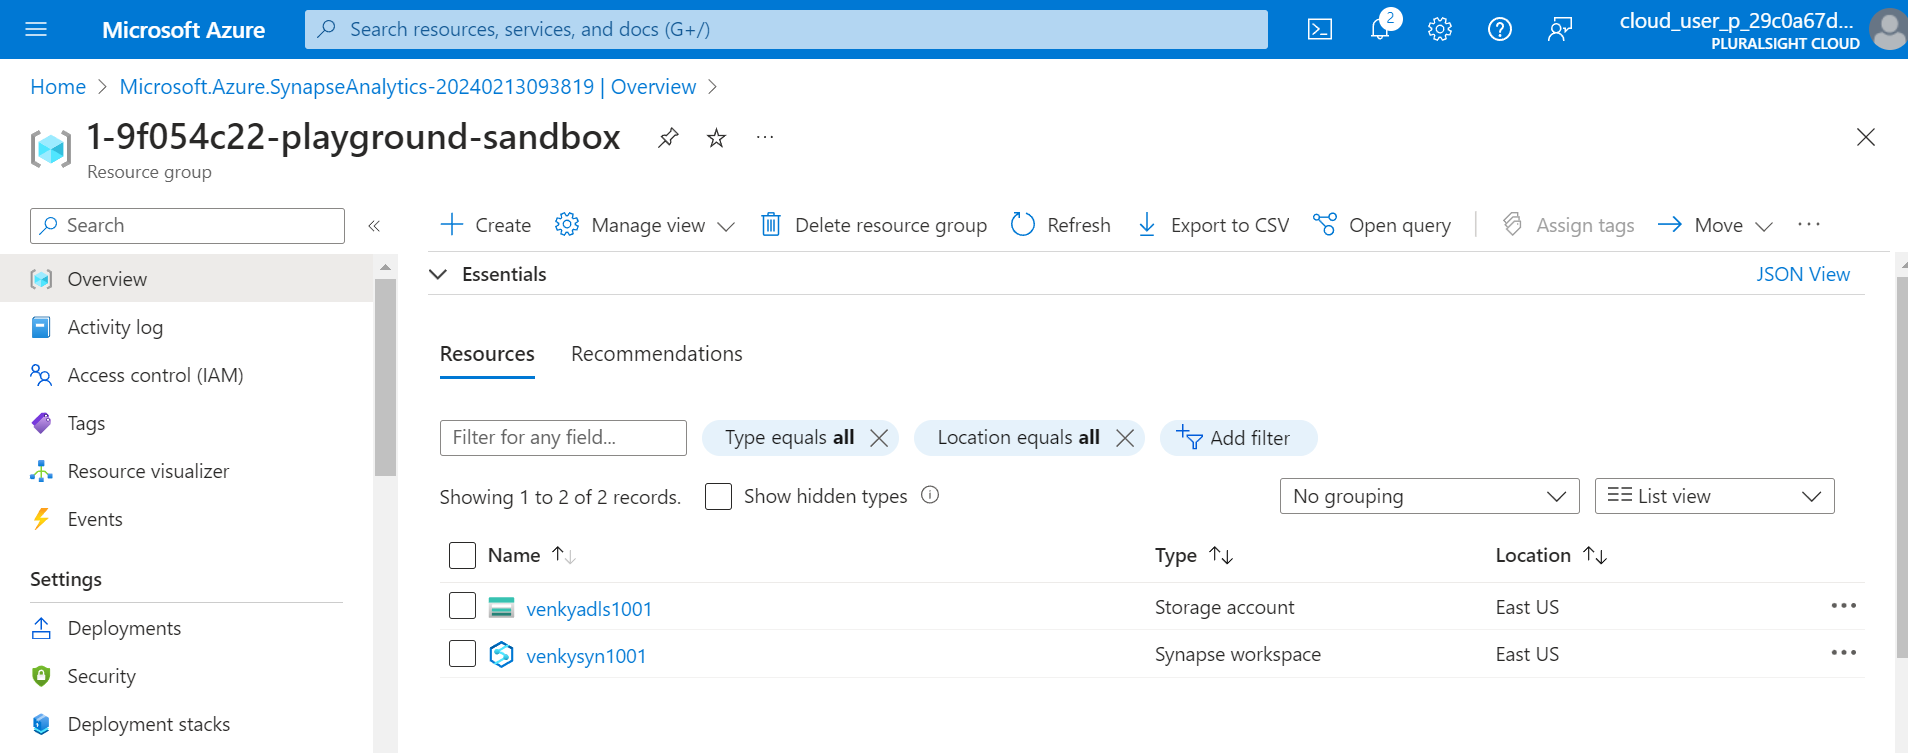 Microsoft Azure
Search resources, services, and docs (G+/)
2
cloud_user_p_29c0a67d...
PLURALSIGHT CLOUD
Home > Microsoft.Azure.SynapseAnalytics-20240213093819 | Overview >
1-9f054c22-playground-sandbox
Resource group
Search
Create
Manage view
Delete resource group
Refresh
Export to CSV
Open query
Assign tags
Move
Overview
Activity log
Access control (IAM)
Tags
Resource visualizer
Events
Settings
Deployments
Security
Deployment stacks
Essentials
JSON View
Resources
Recommendations
Filter for any field...
Type equals all
Location equals all
Add filter
Showing 1 to 2 of 2 records.
Show hidden types
No grouping
List view
Name
Type
Location
venkyadls1001
Storage account
East US
venkysyn1001
Synapse workspace
East US